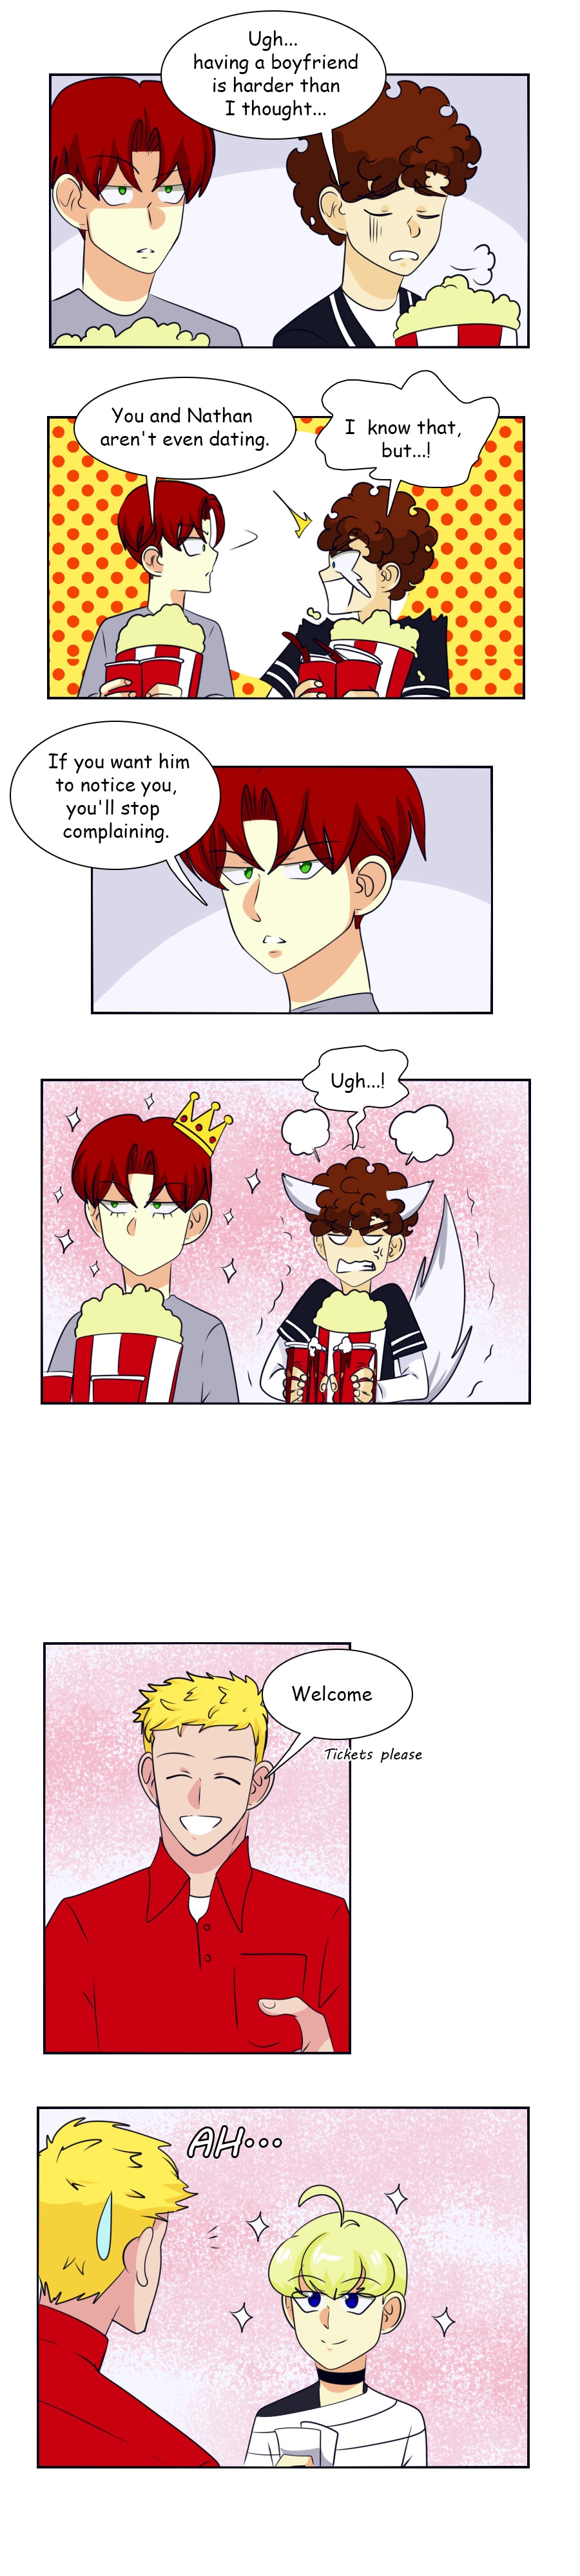 Ugh...
having a boyfriend
is harder than
I thought...
You and Nathan
aren't even dating.
I know that,
but...!
If you want him
to notice you,
you'll stop
complaining.
Ugh...!
Welcome
Tickets please
AH...